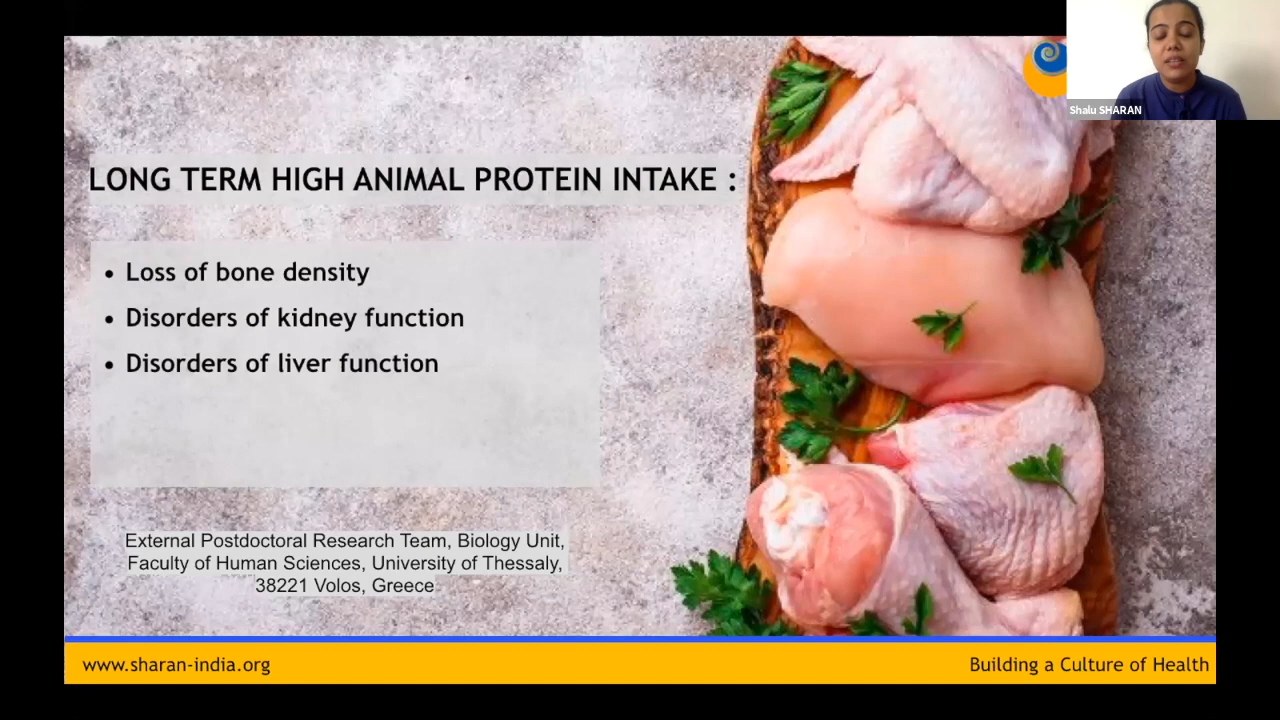 Shalu SHARAN
LONG TERM HIGH ANIMAL PROTEIN INTAKE :
• Loss of bone density
• Disorders of kidney function
• Disorders of liver function
External Postdoctoral Research Team, Biology Unit,
Faculty of Human Sciences, University of Thessaly,
38221 Volos, Greece
www.sharan-india.org
Building a Culture of Health